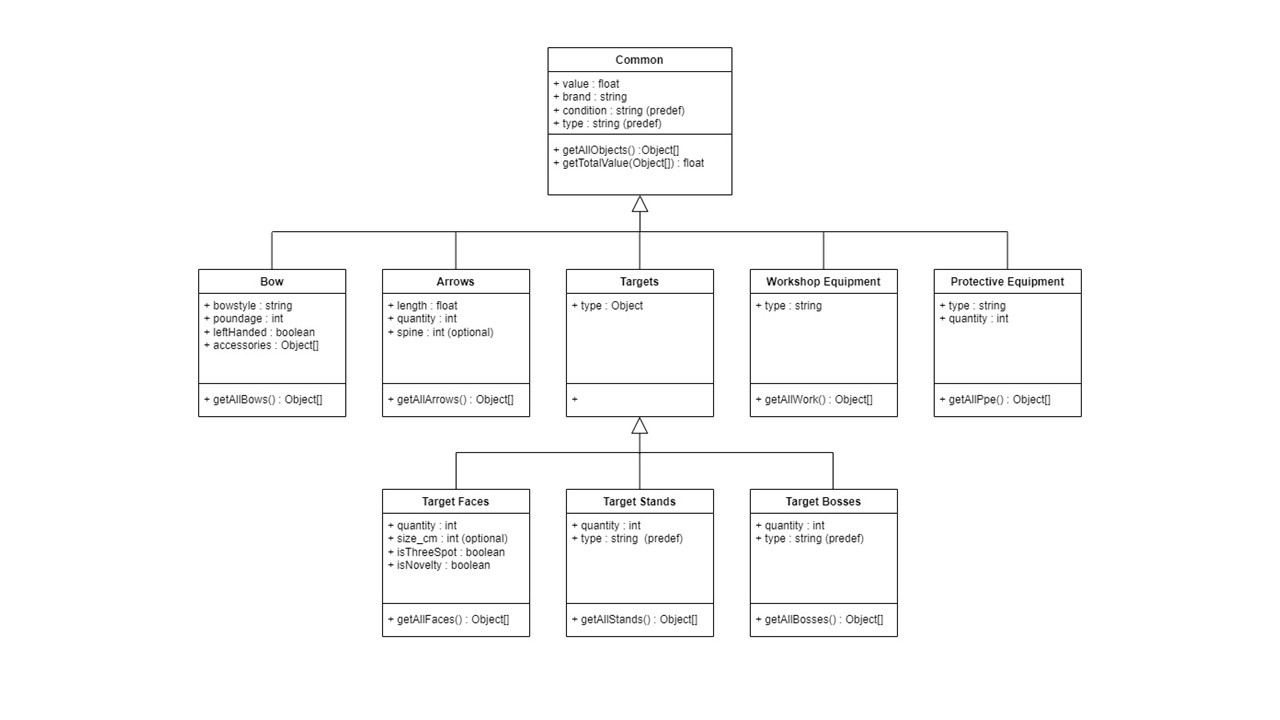 Common
+ value : float
+ brand : string
+ condition : string (predef)
+ type : string (predef)
+ getAllObjects() :Object[]
+ getTotalValue(Object[]) : float
Bow
+ bowstyle : string
+ poundage : int
+ leftHanded : boolean
+ accessories : Object[]
+ getAllBows() : Object[]
Arrows
+ length : float
+ quantity : int
+ spine : int (optional)
+ getAllArrows() : Object[]
Targets
+ type : Object
+
Workshop Equipment
+ type : string
+ getAllWork() : Object[]
Protective Equipment
+ type : string
+ quantity : int
+ getAllPpe() : Object[]
Target Faces
+ quantity : int
+ size_cm : int (optional)
+ isThreeSpot : boolean
+ isNovelty : boolean
+ getAllFaces() : Object[]
Target Stands
+ quantity : int
+ type : string  (predef)
+ getAllStands() : Object[]
Target Bosses
+ quantity : int
+ type : string (predef)
+ getAllBosses() : Object[]